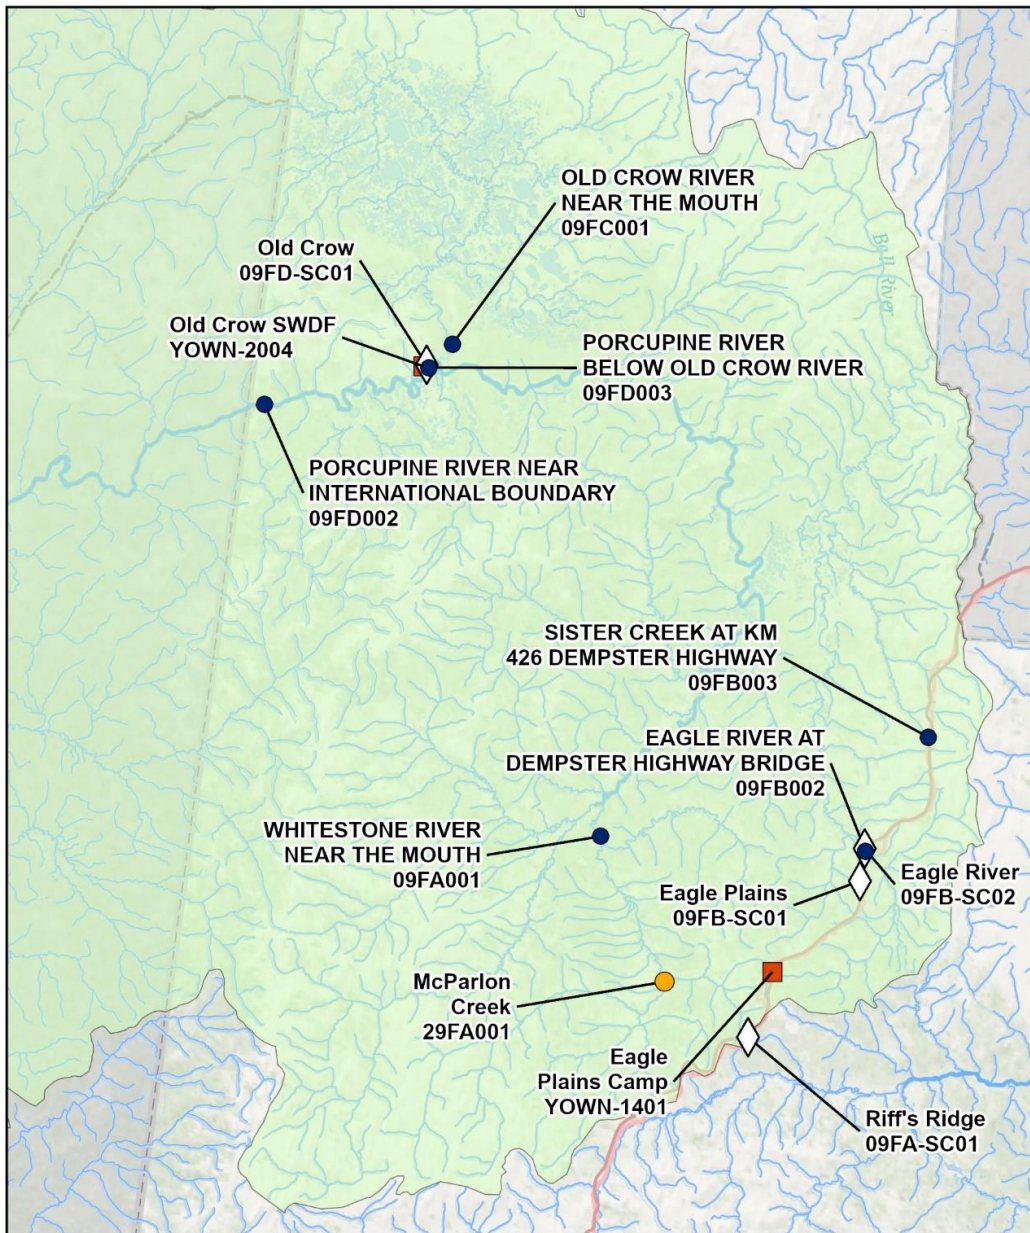 OLD CROW RIVER
NEAR THE MOUTH
09FC001
Old Crow
09FD-SC01
Bell River
Old Crow SWDF
YOWN-2004
PORCUPINE RIVER
BELOW OLD CROW RIVER
09FD003
PORCUPINE RIVER NEAR
INTERNATIONAL BOUNDARY
09FD002
SISTER CREEK AT KM
426 DEMPSTER HIGHWAY
09FB003
EAGLE RIVER AT
DEMPSTER HIGHWAY BRIDGE
09FB002
WHITESTONE RIVER
NEAR THE MOUTH
09FA001
Eagle River
09FB-SC02
Eagle Plains
09FB-SC01
McParlon
Creek
29FA001
Eagle
Plains Camp
YOWN-1401
Riff's Ridge
09FA-SC01